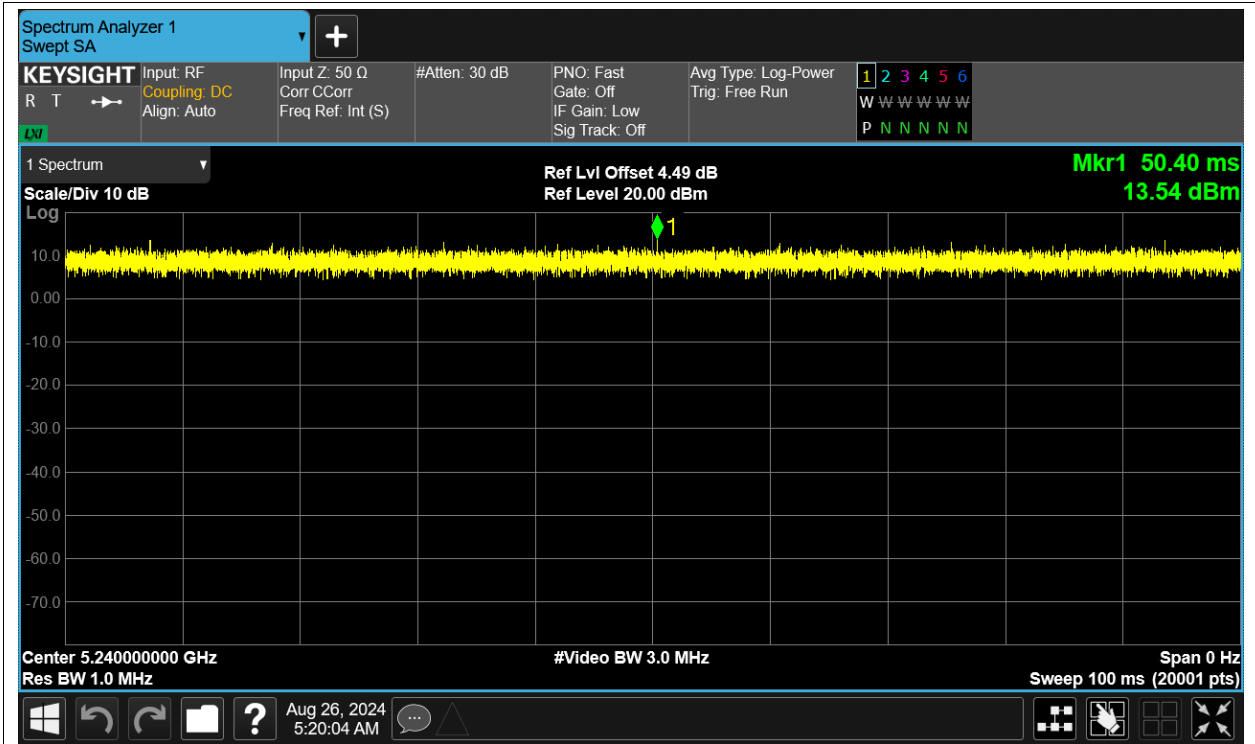 Spectrum Analyzer 1
Swept SA
KEYSIGHT
R T
LXI
Input: RF
Coupling: DC
Align: Auto
Input Z: 50 Ω
Corr CCorr
Freq Ref: Int (S)
#Atten: 30 dB
PNO: Fast
Gate: Off
IF Gain: Low
Sig Track: Off
Avg Type: Log-Power
Trig: Free Run
1 2 3 4 5 6
W W W W W W
P N N N N N
1 Spectrum
Scale/Div 10 dB
Log
Ref Lvl Offset 4.49 dB
Ref Level 20.00 dBm
Mkr1 50.40 ms
13.54 dBm
1
10.0
0.00
-10.0
-20.0
-30.0
-40.0
-50.0
-60.0
-70.0
Center 5.240000000 GHz
Res BW 1.0 MHz
#Video BW 3.0 MHz
Span 0 Hz
Sweep 100 ms (20001 pts)
?
Aug 26, 2024
5:20:04 AM